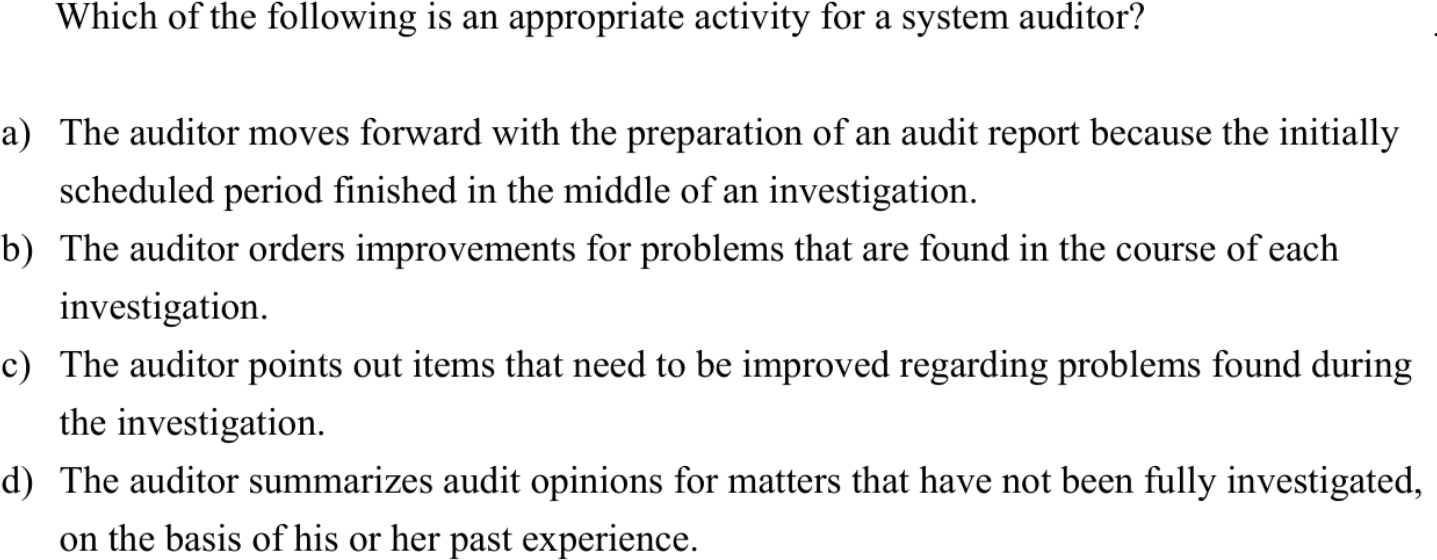 Which of the following is an appropriate activity for a system auditor?
a) The auditor moves forward with the preparation of an audit report because the initially
scheduled period finished in the middle of an investigation.
b) The auditor orders improvements for problems that are found in the course of each
investigation.
c) The auditor points out items that need to be improved regarding problems found during
the investigation.
d) The auditor summarizes audit opinions for matters that have not been fully investigated,
on the basis of his or her past experience.